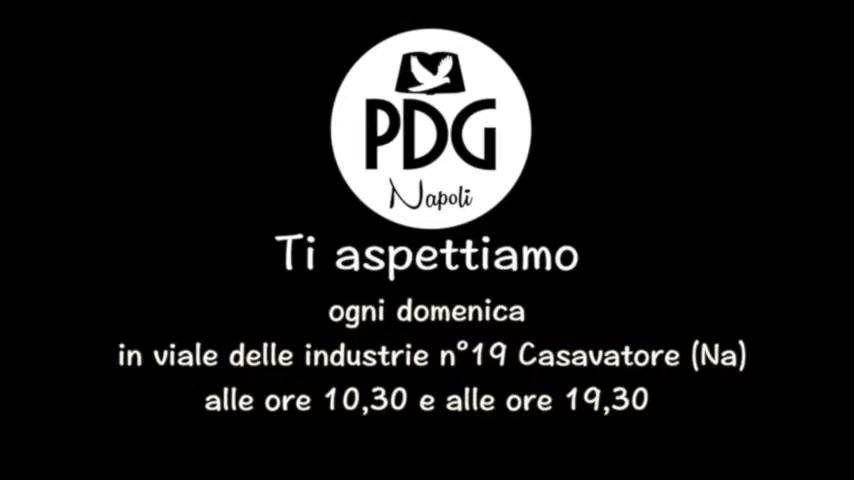 PDG
Napoli
Ti aspettiamo
ogni domenica
in viale delle industrie n°19 Casavatore (Na)
alle ore 10,30 e alle ore 19,30